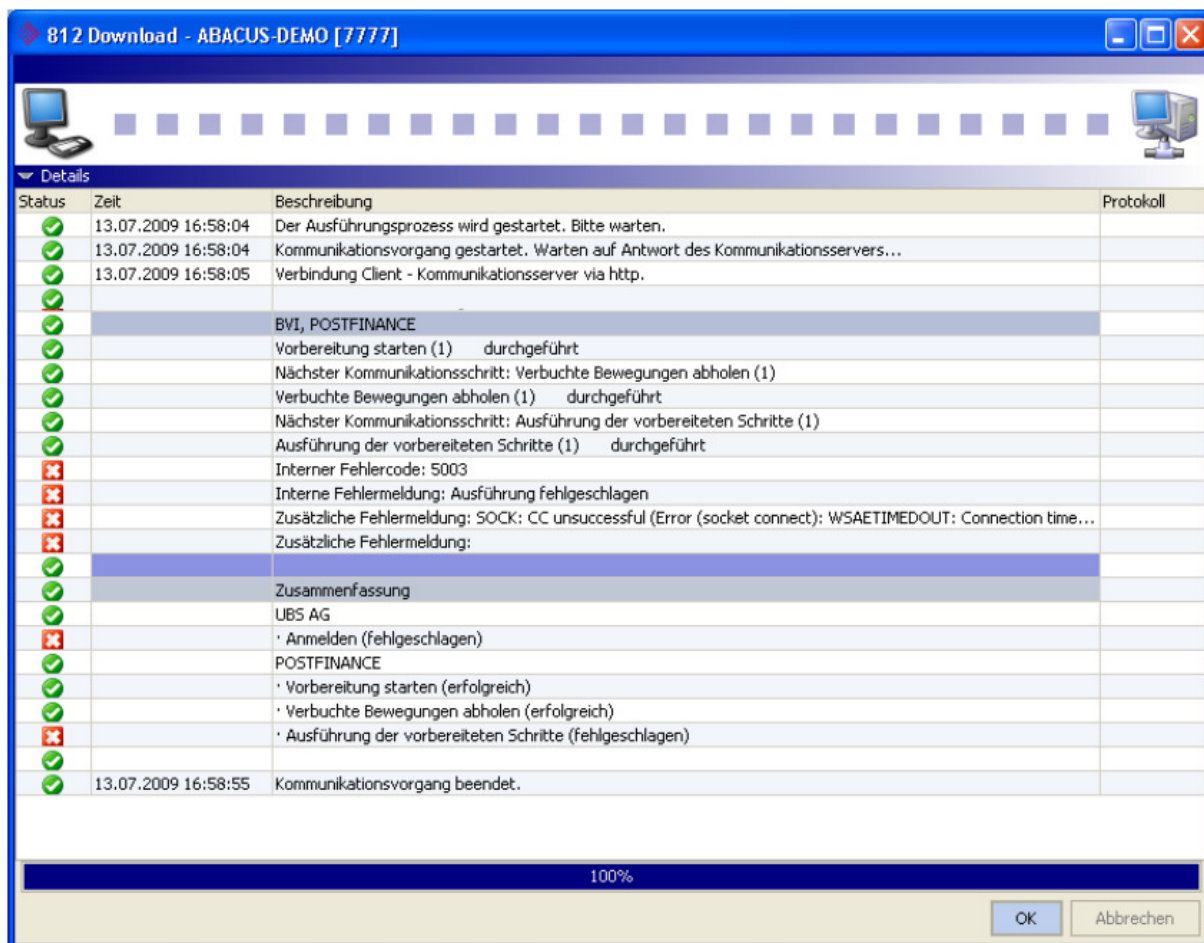 812 Download - ABACUS-DEMO [7777]
Details
Status Zeit Beschreibung Protokoll
13.07.2009 16:58:04 Der Ausführungsprozess wird gestartet. Bitte warten.
13.07.2009 16:58:04 Kommunikationsvorgang gestartet. Warten auf Antwort des Kommunikationsservers...
13.07.2009 16:58:05 Verbindung Client - Kommunikationsserver via http.
BVI, POSTFINANCE
Vorbereitung starten (1) durchgeführt
Nächster Kommunikationsschritt: Verbuchte Bewegungen abholen (1)
Verbuchte Bewegungen abholen (1) durchgeführt
Nächster Kommunikationsschritt: Ausführung der vorbereiteten Schritte (1)
Ausführung der vorbereiteten Schritte (1) durchgeführt
Interner Fehlercode: 5003
Interne Fehlermeldung: Ausführung fehlgeschlagen
Zusätzliche Fehlermeldung: SOCK: CC unsuccessful (Error (socket connect): WSAETIMEDOUT: Connection time...
Zusätzliche Fehlermeldung:
Zusammenfassung
UBS AG
· Anmelden (fehlgeschlagen)
POSTFINANCE
· Vorbereitung starten (erfolgreich)
· Verbuchte Bewegungen abholen (erfolgreich)
· Ausführung der vorbereiteten Schritte (fehlgeschlagen)
13.07.2009 16:58:55 Kommunikationsvorgang beendet.
100%
OK Abbrechen